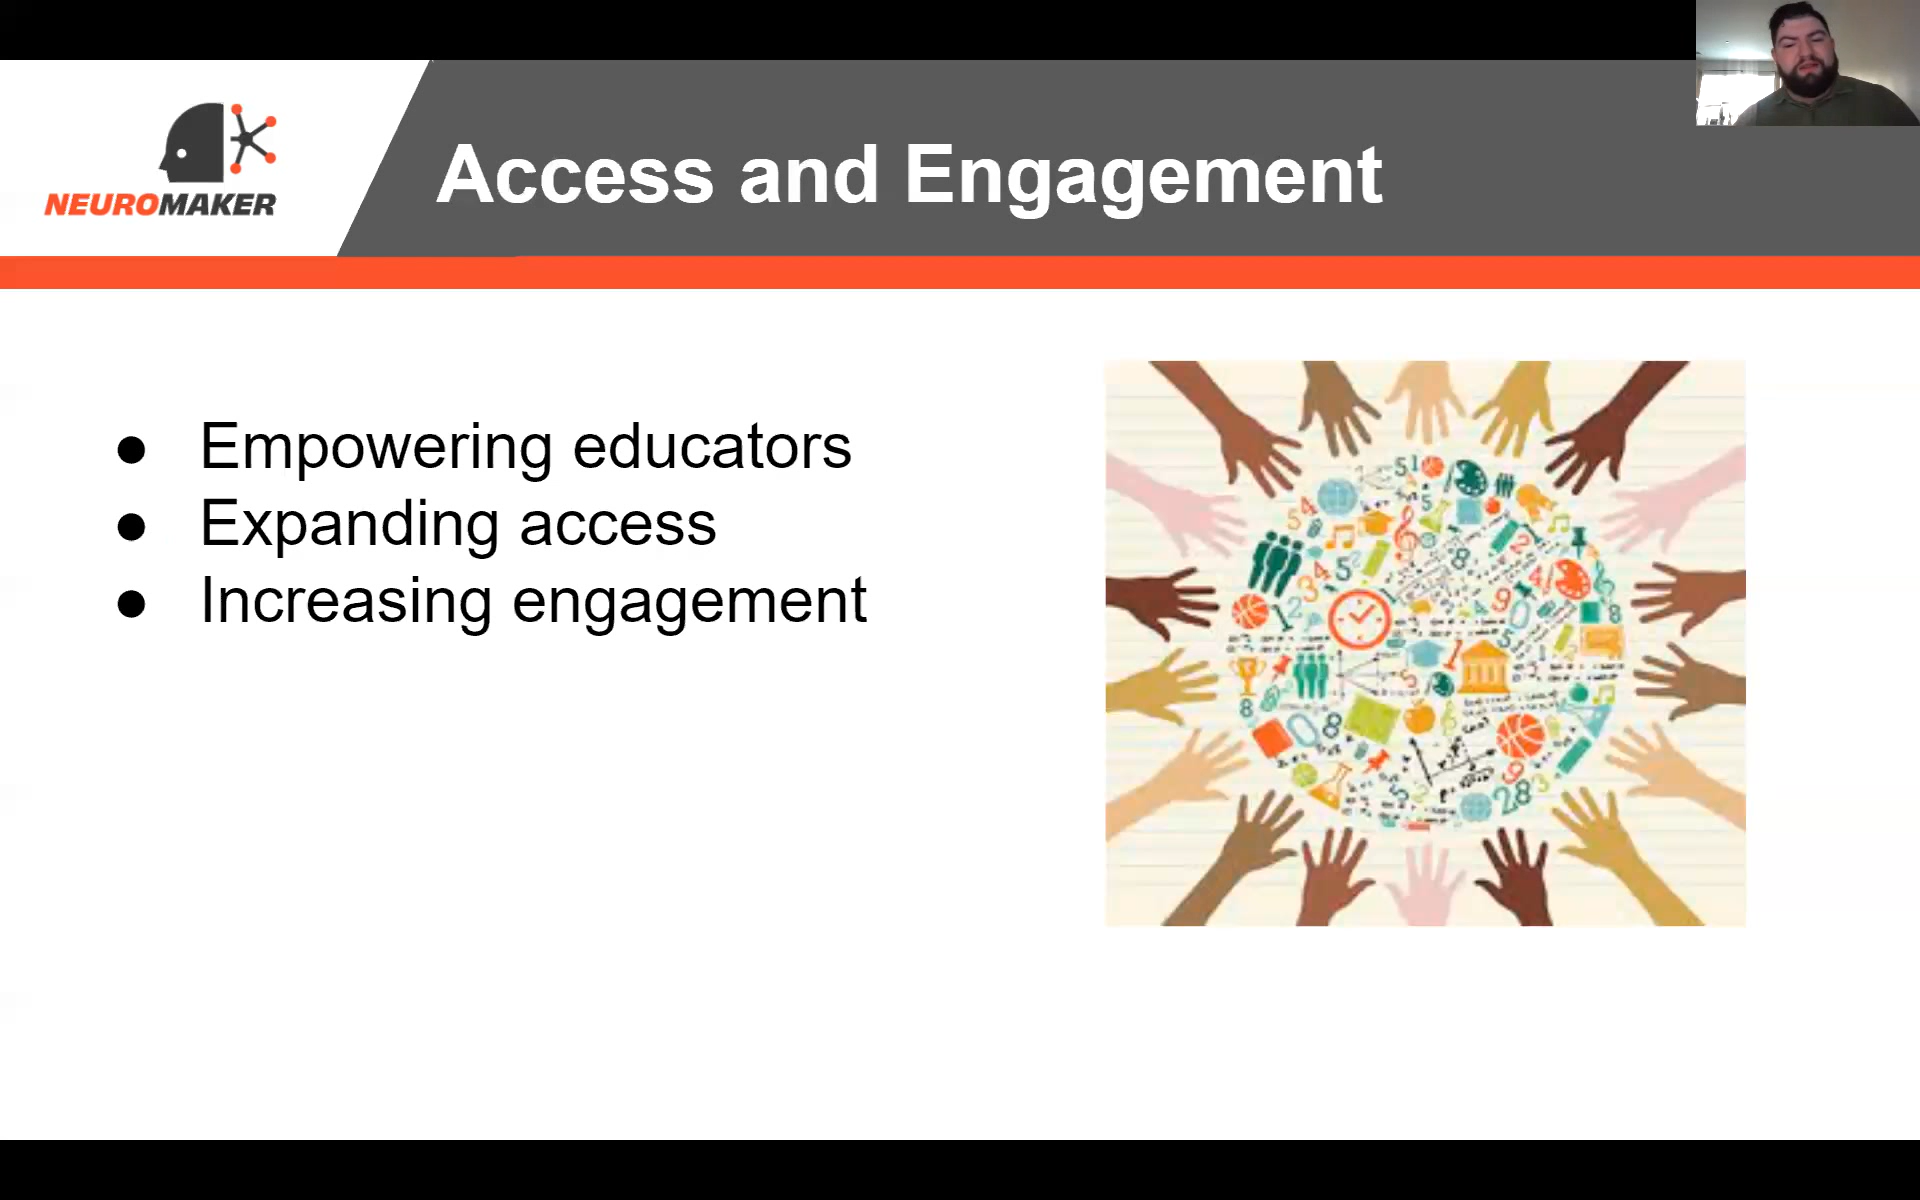 NEUROMAKER
Access and Engagement
● Empowering educators
● Expanding access
● Increasing engagement